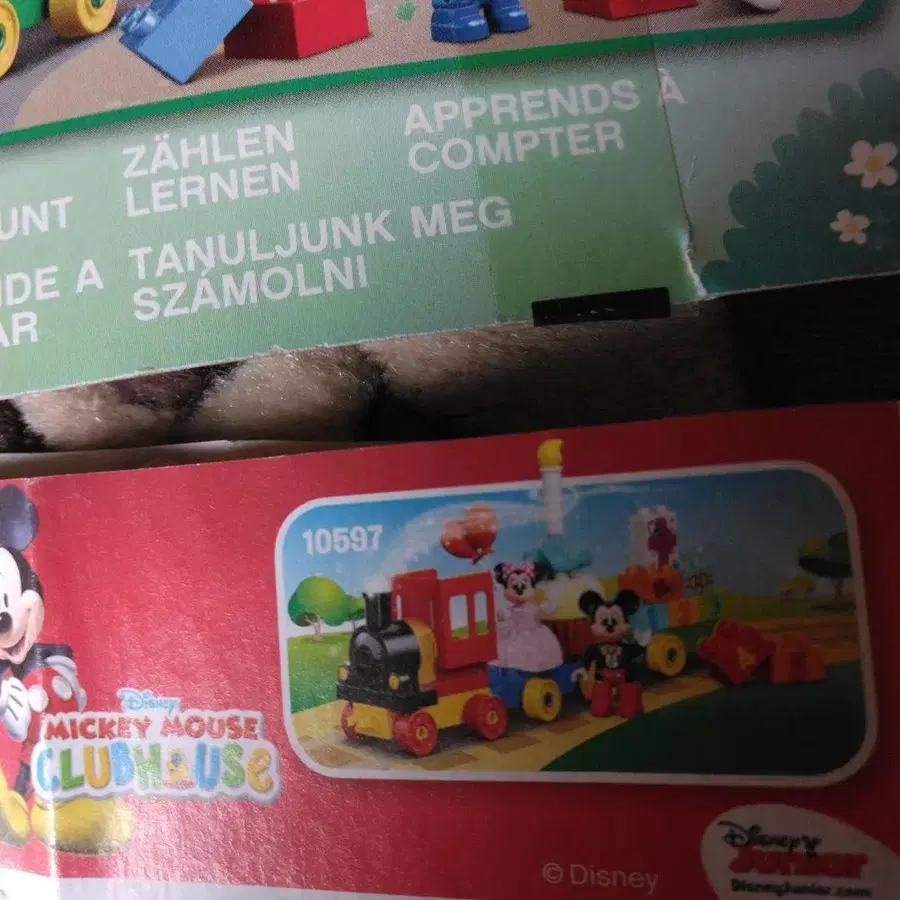 ZÄHLEN
LERNEN
APPRENDS À
COMPTER
UNT
TANULJUNK MEG
SZÁMOLNI
DE A
AR
10597
Disney
MICKEY MOUSE
CLUBHOUSE
© Disney
Disney
JUNIOR
DisneyJunior.com